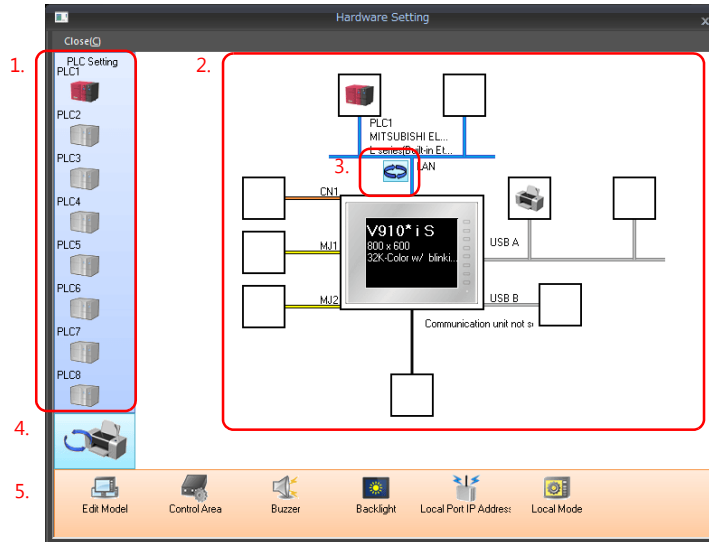 Hardware Setting
x
Close(C)
1.
PLC Setting
PLC1
PLC2
PLC3
PLC4
PLC5
PLC6
PLC7
PLC8
2.
PLC1
MITSUBISHI EL...
L series(Built-in Et...
3.
LAN
CN1
MJ1
MJ2
V910*iS
800 x 600
32K-Color w/ blinki...
USB A
USB B
Communication unit not s
4.
5.
Edit Model
Control Area
Buzzer
Backlight
Local Port IP Address
Local Mode